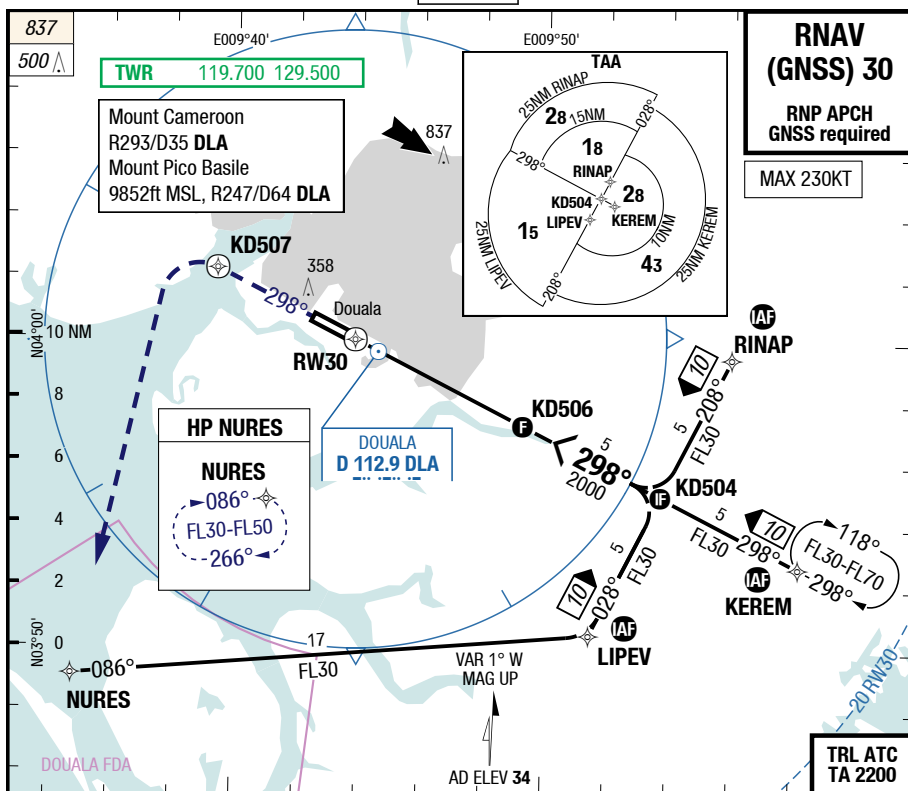 837
500
E009°40'
E009°50'
RNAV
(GNSS) 30
RNP APCH
GNSS required
MAX 230KT
TWR 119.700 129.500
Mount Cameroon
R293/D35 DLA
Mount Pico Basile
9852ft MSL, R247/D64 DLA
837
TAA
25NM RINAP
28
15NM
028°
18
298°
RINAP
KD504
28
LIPEV
KEREM
15
10NM
25NM LIPEV
43
25NM KEREM
208°
KD507
358
298°
Douala
N04°00'
10 NM
RW30
IAF
RINAP
10
208°
5
FL30
8
KD506
F
HP NURES
NURES
086°
FL30-FL50
266°
DOUALA
D 112.9 DLA
6
5
298°
2000
IF
KD504
4
5
10
118°
FL30
298°
FL30-FL70
298°
IAF
KEREM
5
FL30
10
028°
2
N03°50'
0
IAF
LIPEV
17
FL30
086°
NURES
VAR 1° W
MAG UP
20 RW30
DOUALA FDA
AD ELEV 34
TRL ATC
TA 2200